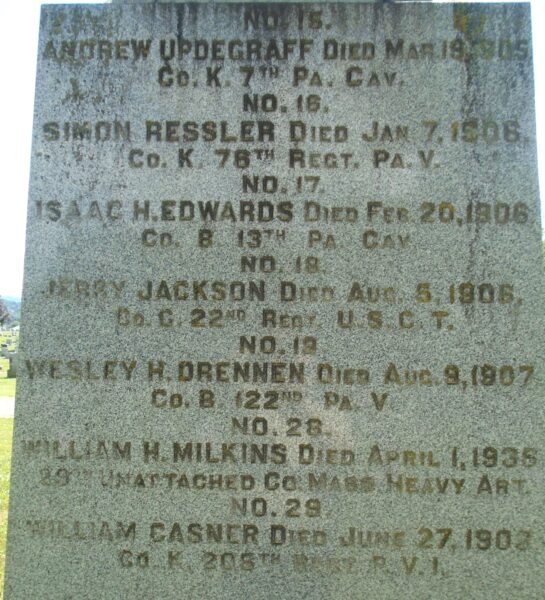 NO. 15.
ANDREW UPDEGRAFF DIED MAR. 19, 1905
CO. K. 7TH PA. CAV.
NO. 16.
SIMON RESSLER DIED JAN 7, 1906.
CO. K. 76TH REGT. PA. V.
NO. 17.
ISAAC H. EDWARDS DIED FEB. 20, 1906.
CO. B 13TH PA. CAV.
NO. 18.
JERRY JACKSON DIED AUG. 5, 1906.
CO. C. 22ND REGT. U.S.C.T.
NO. 19
WESLEY H. DRENNEN DIED AUG. 9, 1907
CO. B 122ND PA. V
NO. 28.
WILLIAM H. MILKINS DIED APRIL 1,
29TH UNATTACHED CO. MASS. HEAVY ART.
NO. 29
WILLIAM CASNER DIED JUNE 27,
CO. K. REGT. P.V.I.